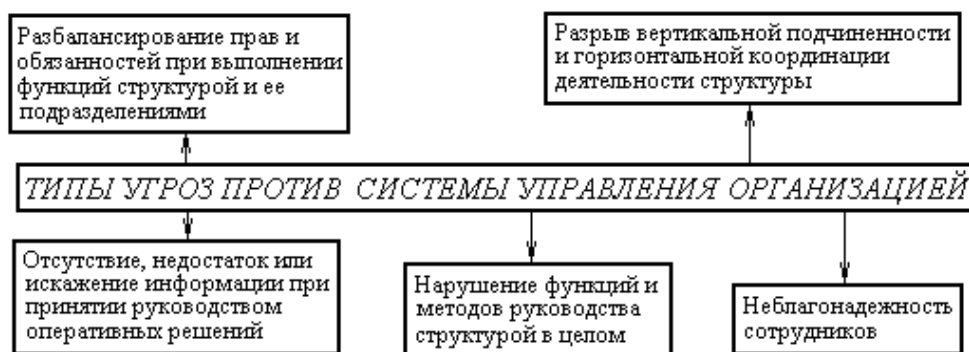 Разбалансирование прав и
обязанностей при выполнении
функций структурой и ее
подразделениями
Разрыв вертикальной подчиненности
и горизонтальной координации
деятельности структуры
ТИПЫ УГРОЗ ПРОТИВ СИСТЕМЫ УПРАВЛЕНИЯ ОРГАНИЗАЦИЕЙ
Отсутствие, недостаток или
искажение информации при
принятии руководством
оперативных решений
Нарушение функций и
методов руководства
структурой в целом
Неблагонадежность
сотрудников